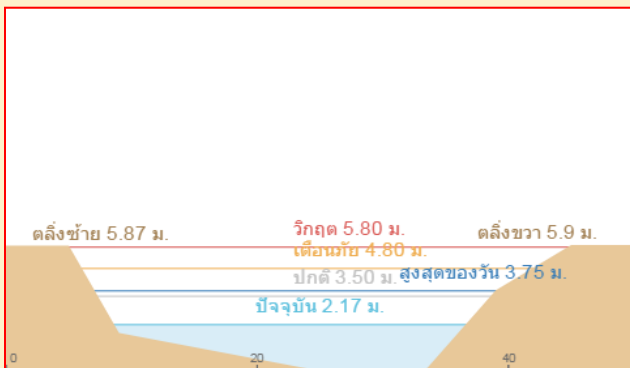 วิกฤต 5.80 ม.
ตลิ่งซ้าย 5.87 ม.
ตลิ่งขวา 5.9 ม.
เตือนภัย 4.80 ม.
ปกติ 3.50 ม.
สูงสุดของวัน 3.75 ม.
ปัจจุบัน 2.17 ม.
0
20
40